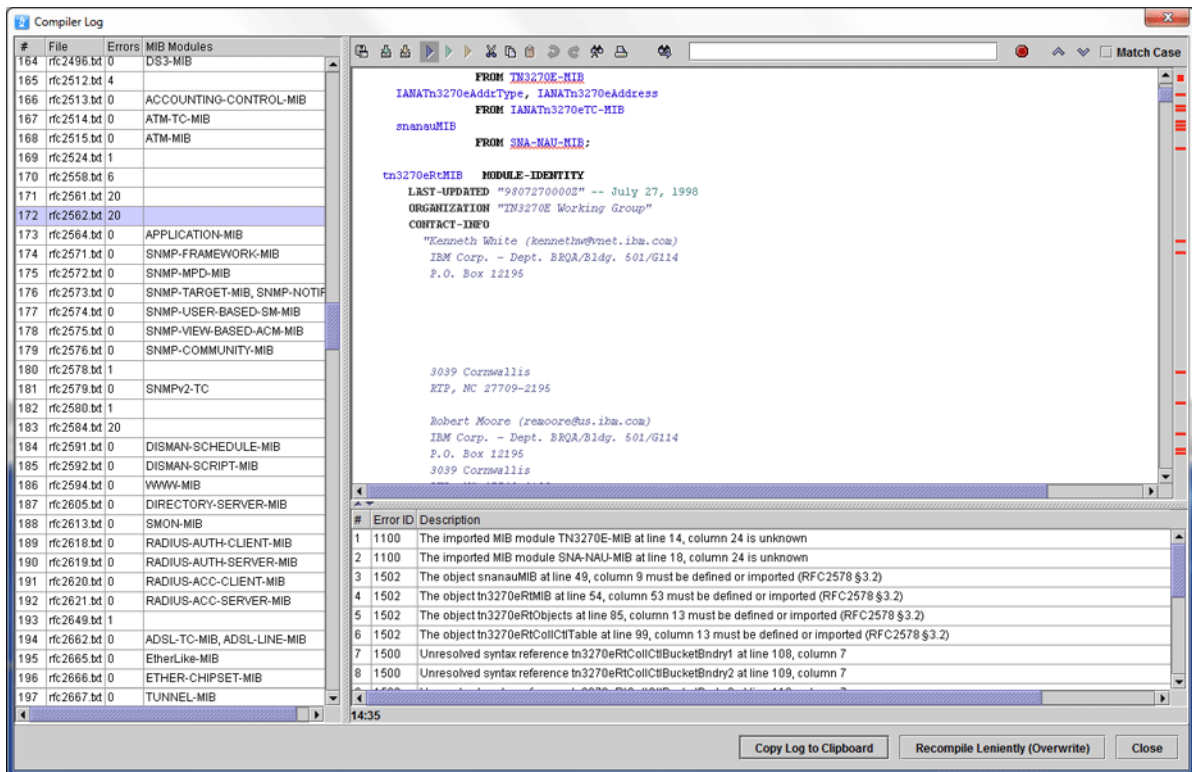 Compiler Log
# File Errors MIB Modules
164 rfc2496.txt 0 DS3-MIB
165 rfc2512.txt 4
166 rfc2513.txt 0 ACCOUNTING-CONTROL-MIB
167 rfc2514.txt 0 ATM-TC-MIB
168 rfc2515.txt 0 ATM-MIB
169 rfc2524.txt 1
170 rfc2558.txt 6
171 rfc2561.txt 20
172 rfc2562.txt 20
173 rfc2564.txt 0 APPLICATION-MIB
174 rfc2571.txt 0 SNMP-FRAMEWORK-MIB
175 rfc2572.txt 0 SNMP-MPD-MIB
176 rfc2573.txt 0 SNMP-TARGET-MIB, SNMP-NOTIF
177 rfc2574.txt 0 SNMP-USER-BASED-SM-MIB
178 rfc2575.txt 0 SNMP-VIEW-BASED-ACM-MIB
179 rfc2576.txt 0 SNMP-COMMUNITY-MIB
180 rfc2578.txt 1
181 rfc2579.txt 0 SNMPv2-TC
182 rfc2580.txt 1
183 rfc2584.txt 20
184 rfc2591.txt 0 DISMAN-SCHEDULE-MIB
185 rfc2592.txt 0 DISMAN-SCRIPT-MIB
186 rfc2594.txt 0 WWW-MIB
187 rfc2605.txt 0 DIRECTORY-SERVER-MIB
188 rfc2613.txt 0 SMON-MIB
189 rfc2618.txt 0 RADIUS-AUTH-CLIENT-MIB
190 rfc2619.txt 0 RADIUS-AUTH-SERVER-MIB
191 rfc2620.txt 0 RADIUS-ACC-CLIENT-MIB
192 rfc2621.txt 0 RADIUS-ACC-SERVER-MIB
193 rfc2649.txt 1
194 rfc2662.txt 0 ADSL-TC-MIB, ADSL-LINE-MIB
195 rfc2665.txt 0 EtherLike-MIB
196 rfc2666.txt 0 ETHER-CHIPSET-MIB
197 rfc2667.txt 0 TUNNEL-MIB
Match Case
FROM TN3270E-MIB
IANATn3270eAddrType, IANATn3270eAddress
FROM IANATn3270eTC-MIB
snanauMIB
FROM SNA-NAU-MIB;
tn3270eRtMIB MODULE-IDENTITY
LAST-UPDATED "9807270000Z" -- July 27, 1998
ORGANIZATION "TN3270E Working Group"
CONTACT-INFO
"Kenneth White (kennethw@vnet.ibm.com)
IBM Corp. - Dept. BRQA/Bldg. 501/G114
P.O. Box 12195
3039 Cornwallis
RTP, NC 27709-2195
Robert Moore (remoore@us.ibm.com)
IBM Corp. - Dept. BRQA/Bldg. 501/G114
P.O. Box 12195
3039 Cornwallis
# Error ID Description
1 1100 The imported MIB module TN3270E-MIB at line 14, column 24 is unknown
2 1100 The imported MIB module SNA-NAU-MIB at line 18, column 24 is unknown
3 1502 The object snanauMIB at line 49, column 9 must be defined or imported (RFC2578 §3.2)
4 1502 The object tn3270eRtMIB at line 54, column 53 must be defined or imported (RFC2578 §3.2)
5 1502 The object tn3270eRtObjects at line 85, column 13 must be defined or imported (RFC2578 §3.2)
6 1502 The object tn3270eRtCollCtlTable at line 99, column 13 must be defined or imported (RFC2578 §3.2)
7 1500 Unresolved syntax reference tn3270eRtCollCtlBucketBndry1 at line 108, column 7
8 1500 Unresolved syntax reference tn3270eRtCollCtlBucketBndry2 at line 109, column 7
14:35
Copy Log to Clipboard Recompile Leniently (Overwrite) Close